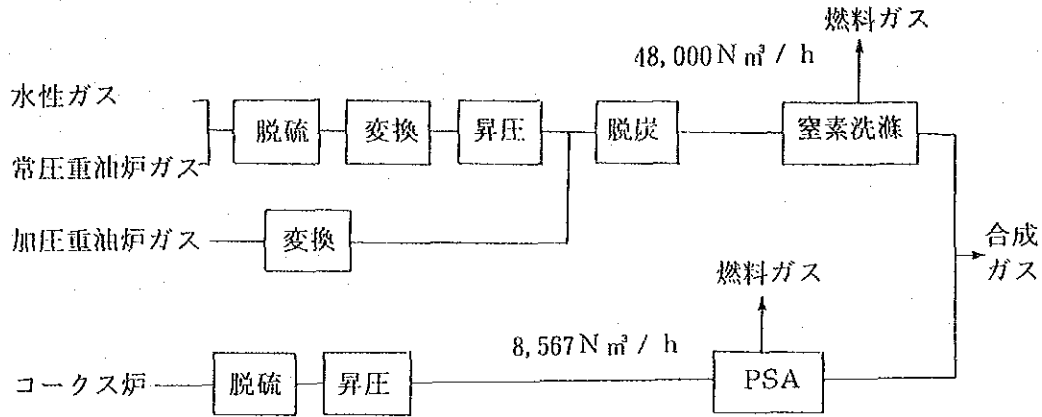 燃料ガス
48,000 N㎥/h
水性ガス
脱硫 変換 昇圧 脱炭 窒素洗滌
常圧重油炉ガス
加圧重油炉ガス 変換
合成
ガス
燃料ガス
8,567 N㎥/h
コークス炉 脱硫 昇圧 PSA